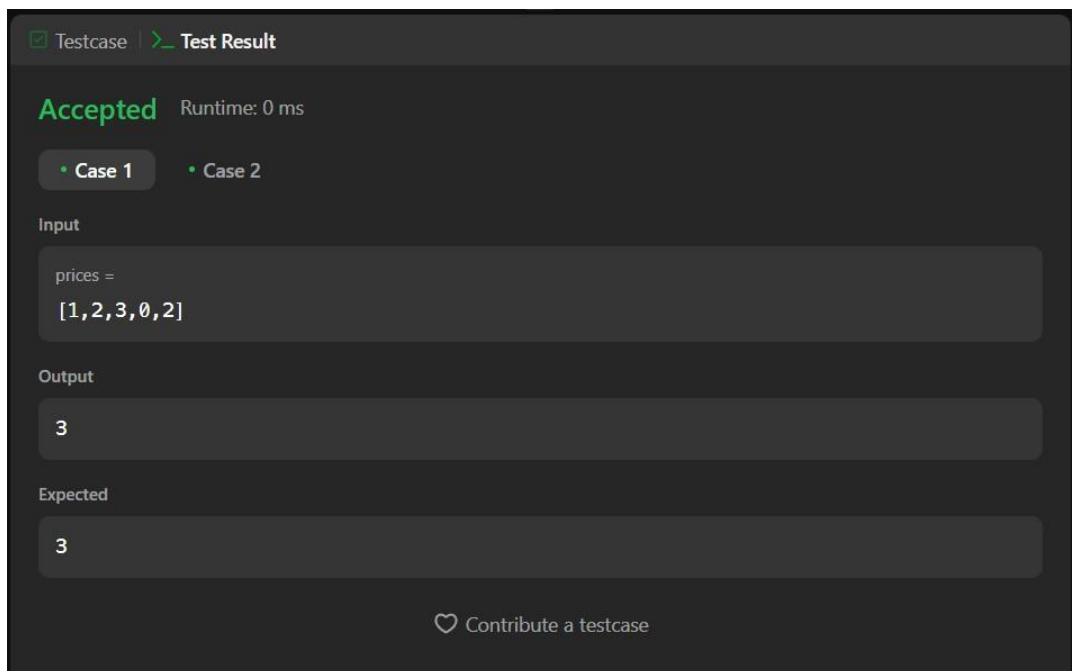 Testcase | >_ Test Result
Accepted Runtime: 0 ms
• Case 1 • Case 2
Input
prices =
[1,2,3,0,2]
Output
3
Expected
3
Contribute a testcase